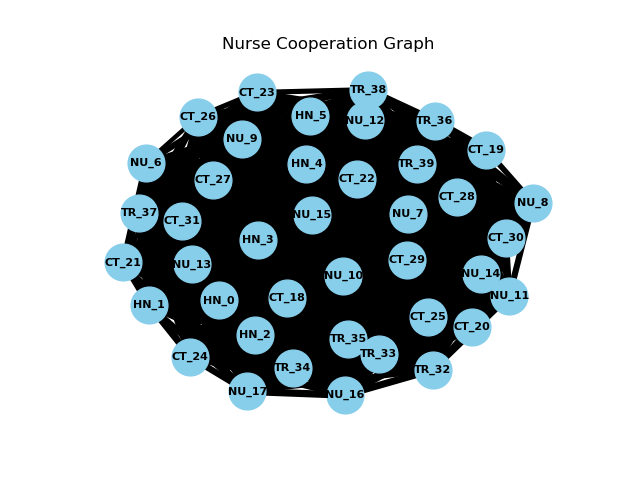 Nurse Cooperation Graph
CT_23
TR_38
CT_26
HN_5
NU_12
TR_36
NU_9
CT_19
NU_6
HN_4
TR_39
CT_27
CT_22
CT_28
NU_8
TR_37
CT_31
NU_15
NU_7
HN_3
CT_30
CT_21
NU_13
CT_29
NU_14
NU_10
HN_1
HN_0
CT_18
NU_11
CT_25
CT_20
HN_2
TR_35
CT_24
TR_33
TR_34
TR_32
NU_17
NU_16